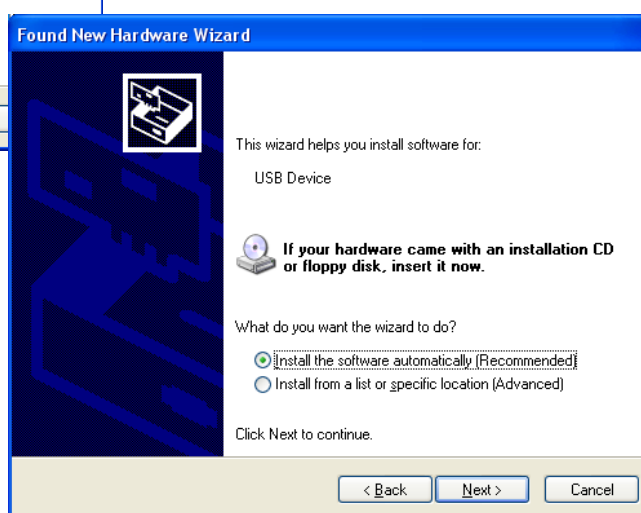 Found New Hardware Wizard
This wizard helps you install software for:
USB Device
If your hardware came with an installation CD
or floppy disk, insert it now.
What do you want the wizard to do?
Install the software automatically (Recommended)
Install from a list or specific location (Advanced)
Click Next to continue.
< Back
Next >
Cancel